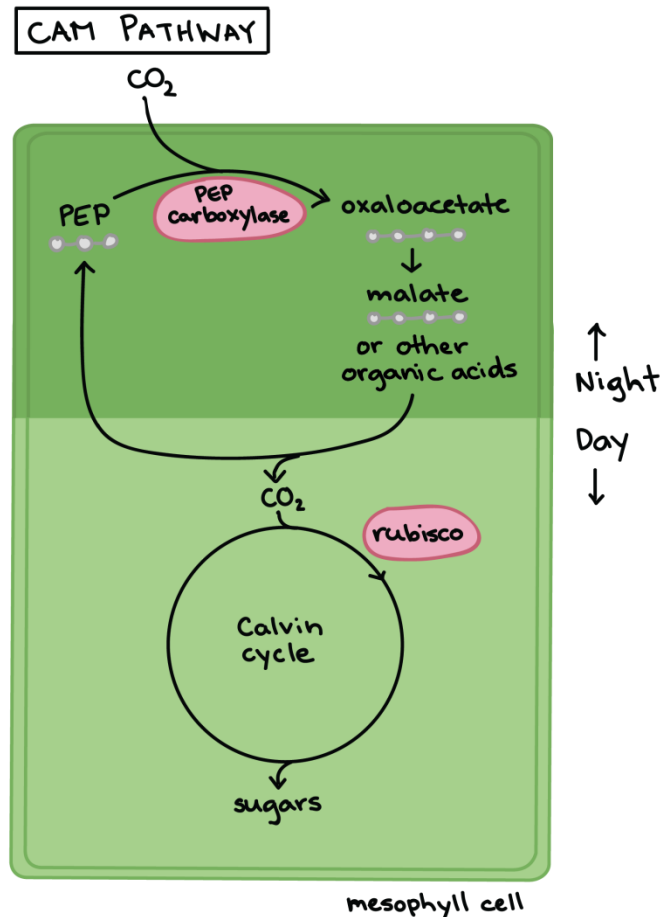 CAM PATHWAY
CO₂
PEP
PEP
carboxylase
oxaloacetate
malate
or other
organic acids
Night
Day
CO₂
rubisco
Calvin
cycle
sugars
mesophyll cell